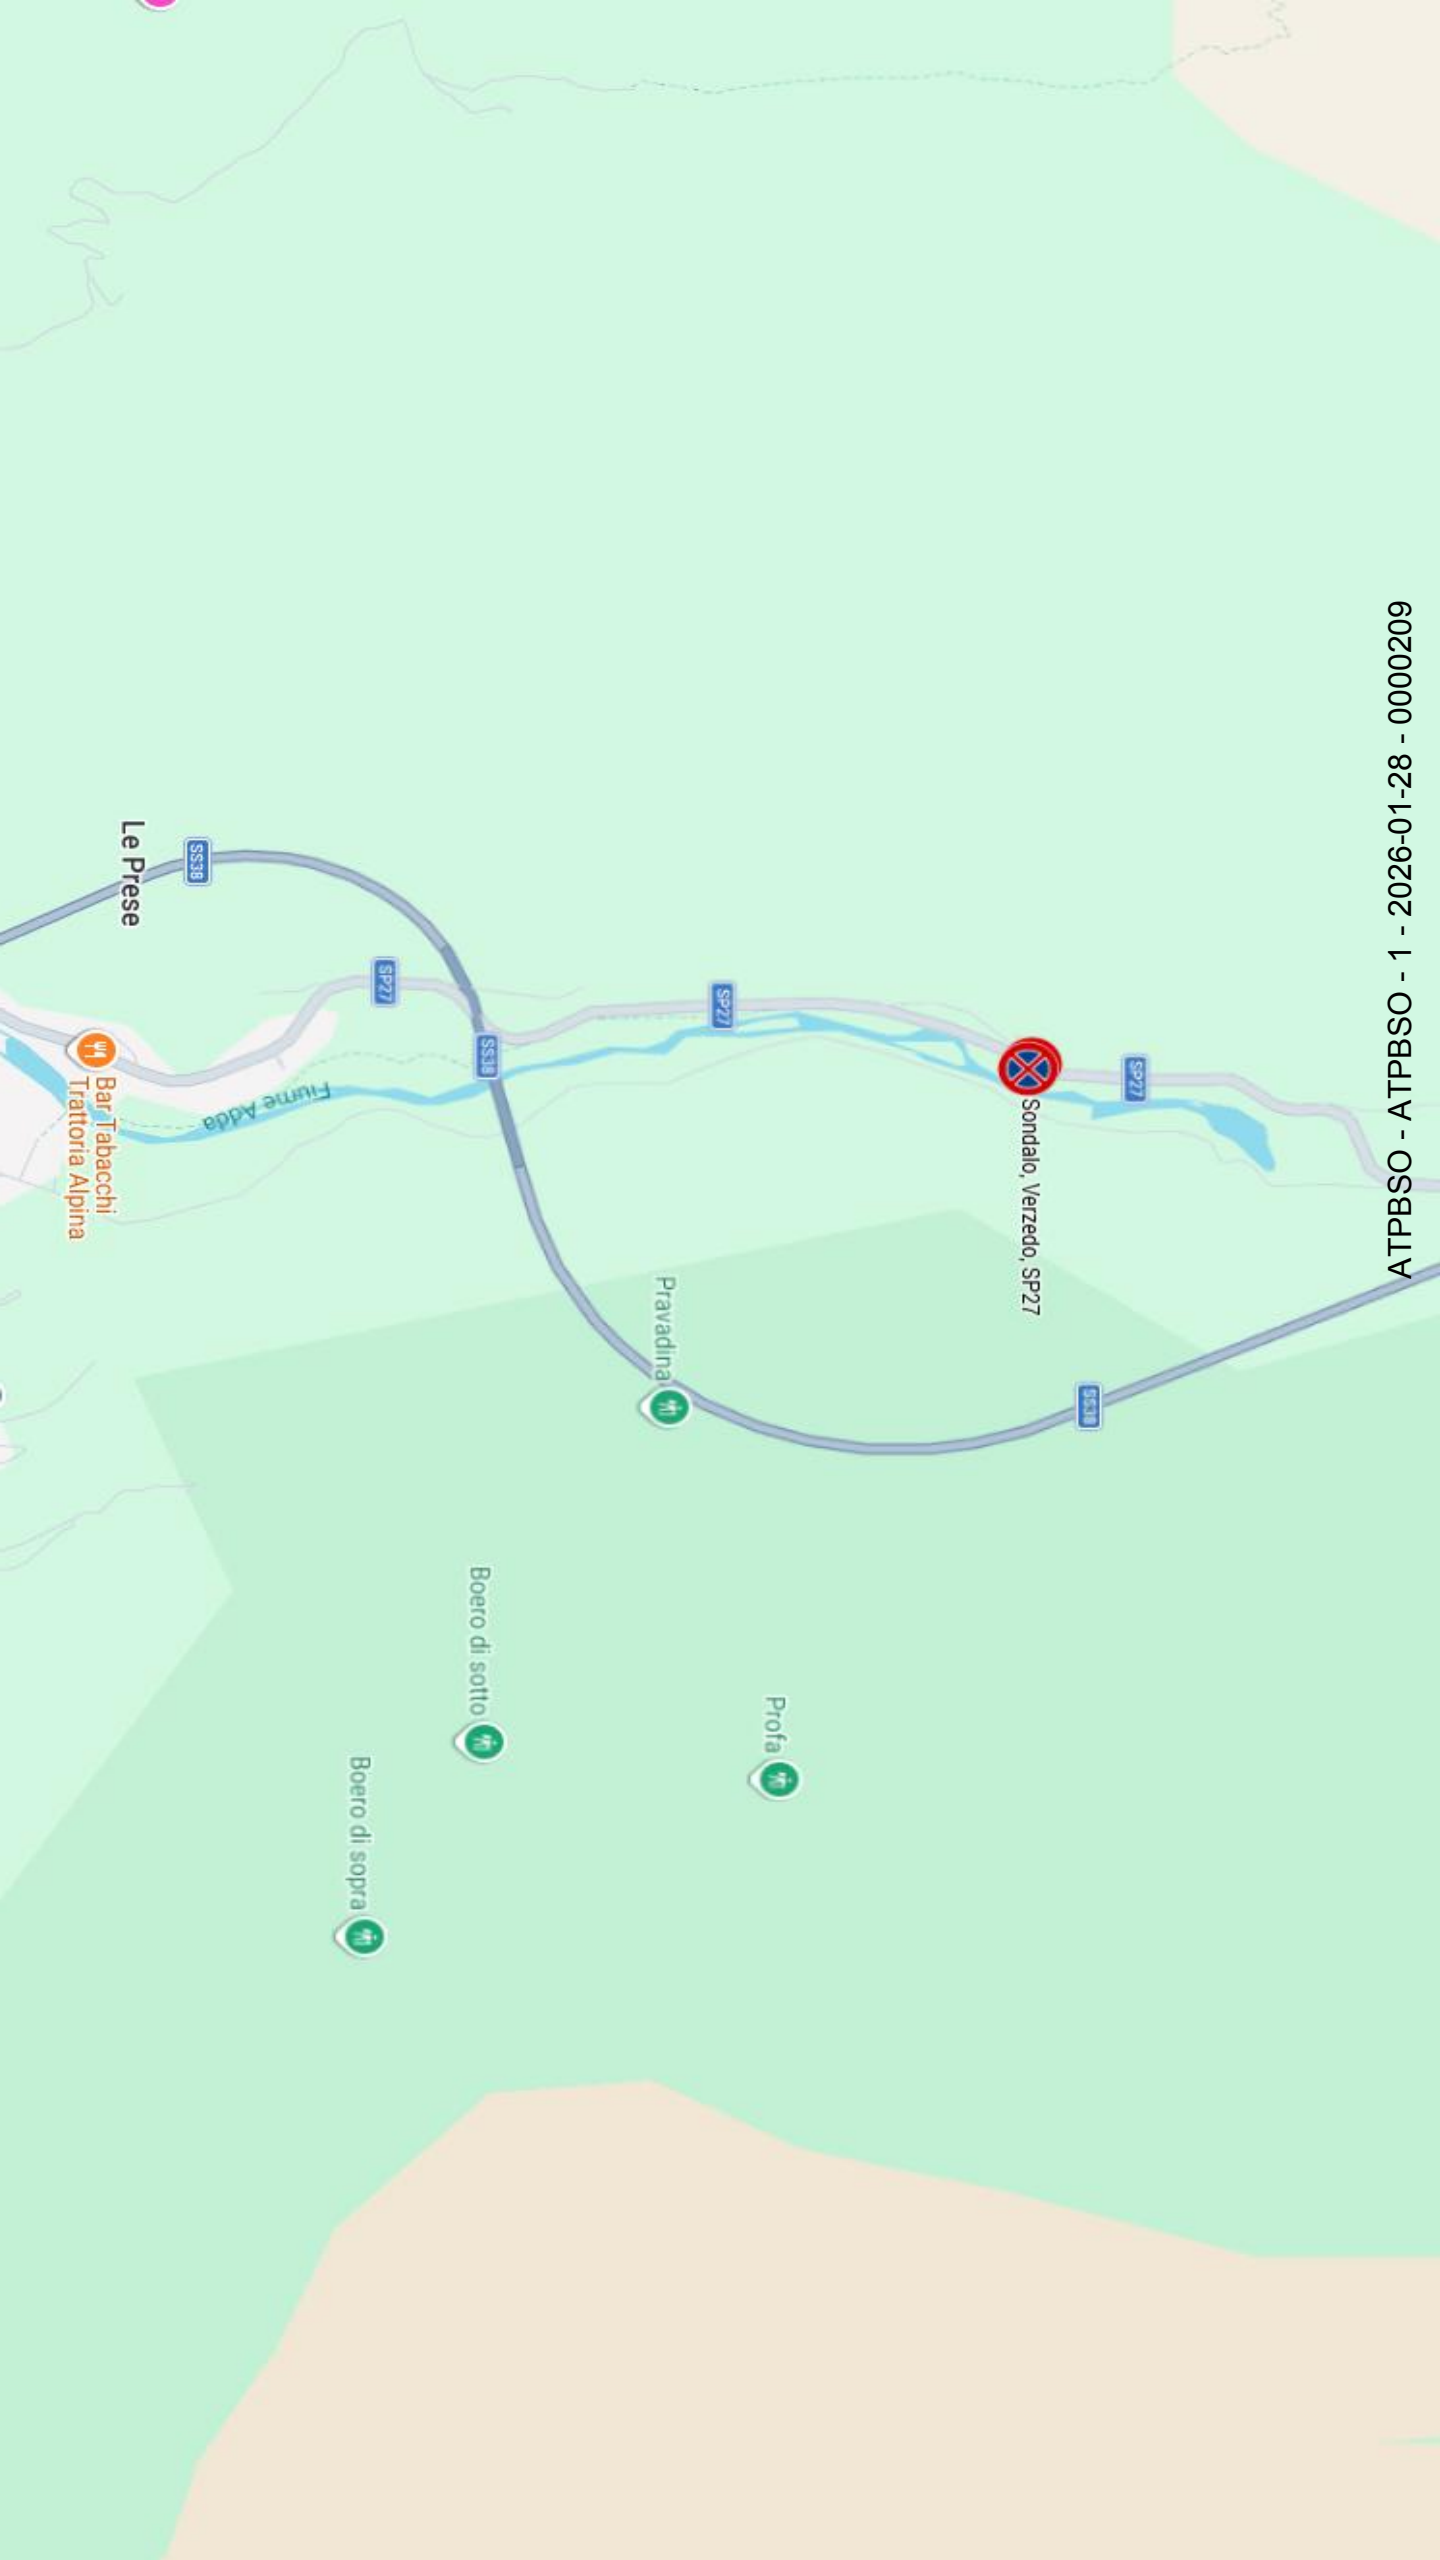 ATPBSO - ATPBSO - 1 - 2026-01-28 - 0000209
SP27
Sondalo, Verzedo, SP27
SS38
SP27
Profa
Pravadina
SS38
Boero di sotto
SP27
Boero di sopra
Fiume Adda
SS38
Le Prese
Bar Tabacchi
Trattoria Alpina